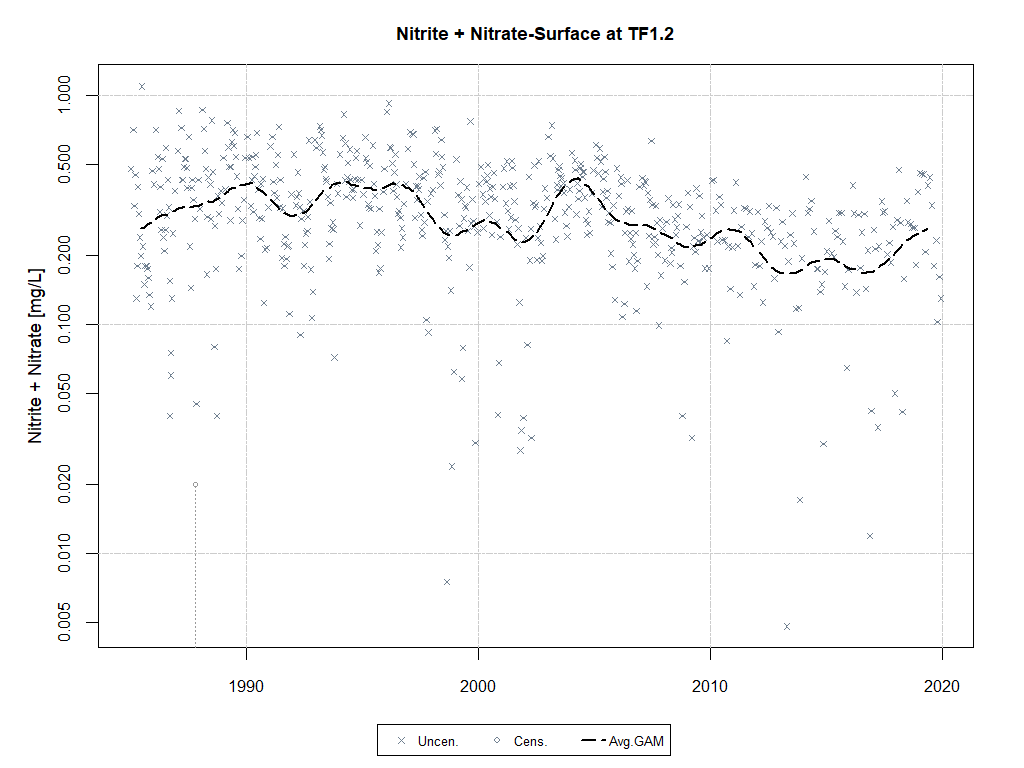 Nitrite + Nitrate-Surface at TF1.2
Nitrite + Nitrate [mg/L]
1.000
0.500
0.200
0.100
0.050
0.020
0.010
0.005
1990 2000 2010 2020
Uncen. Cens. Avg.GAM